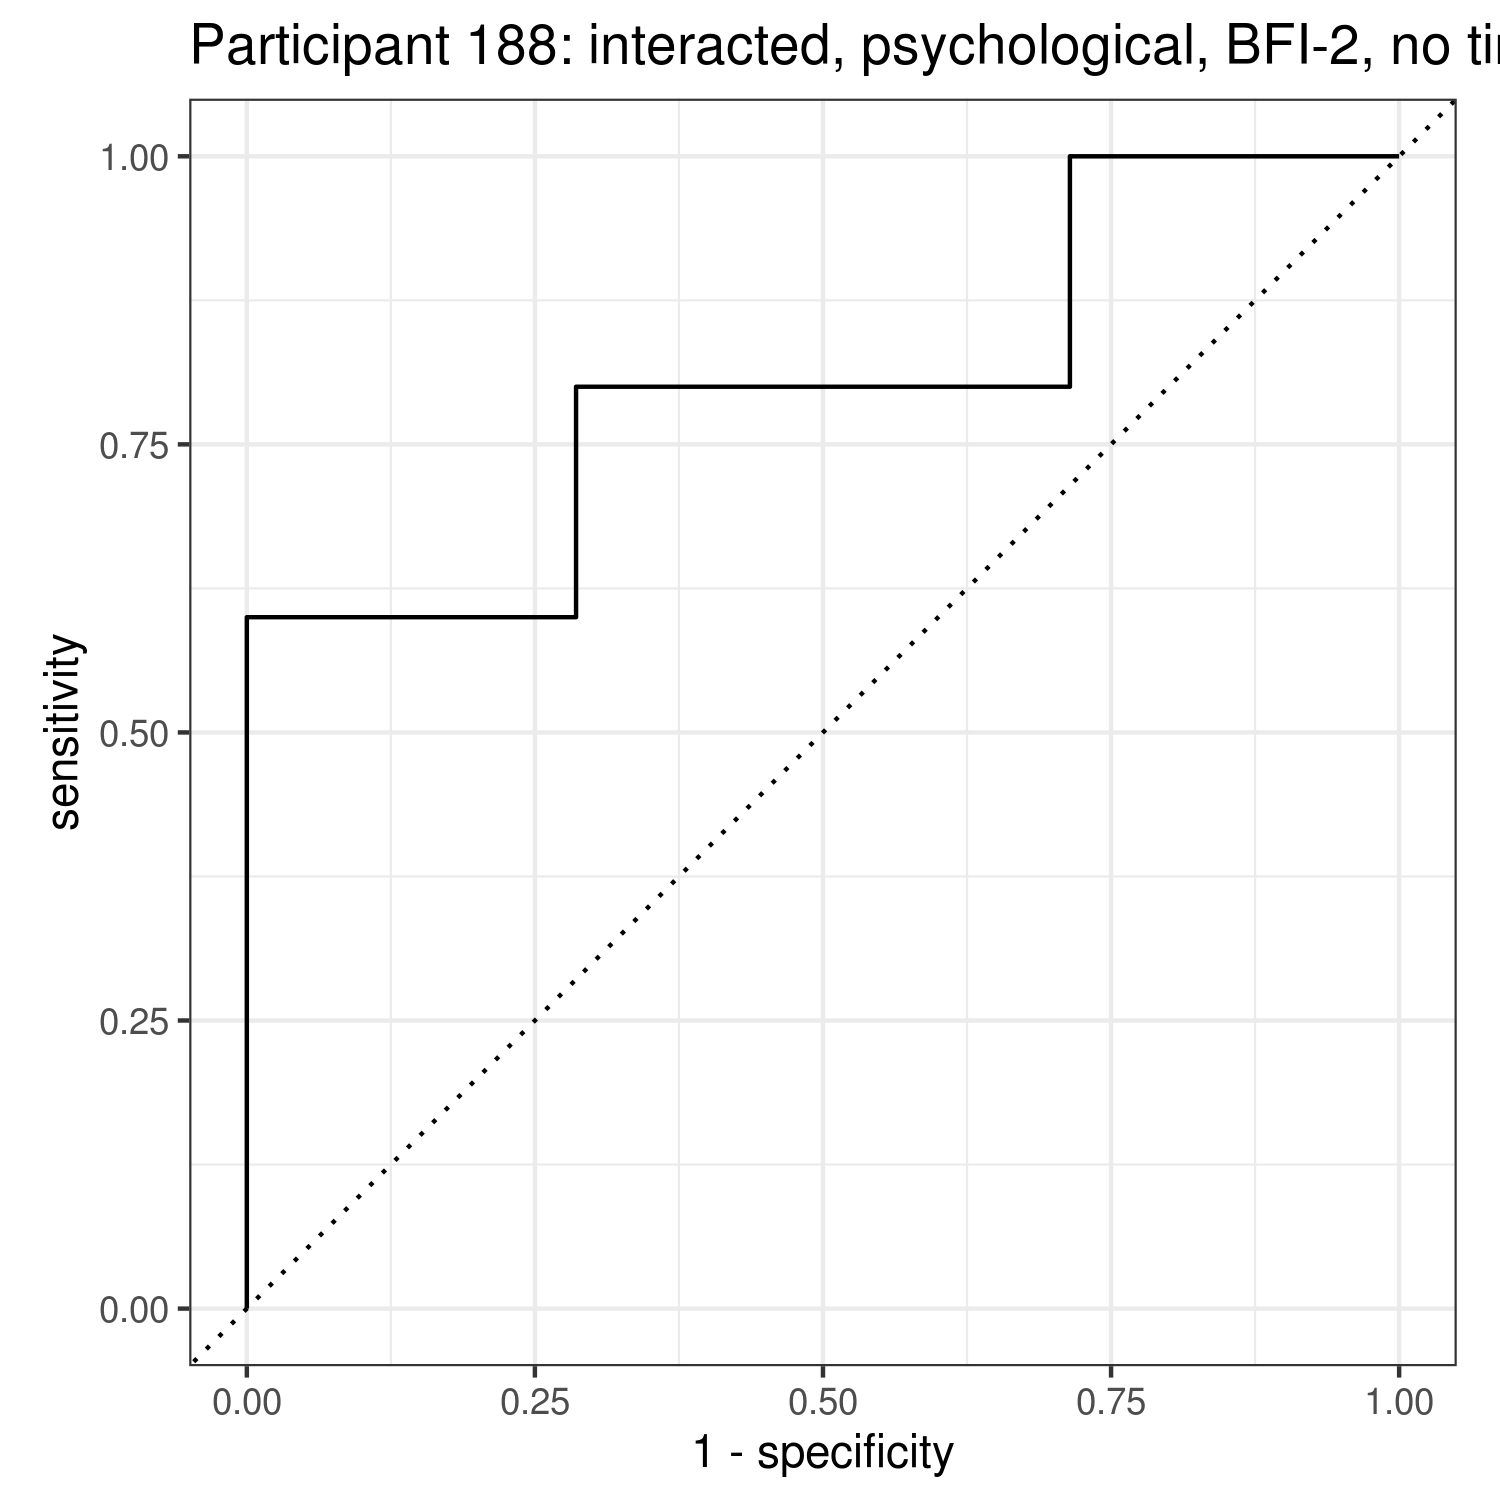 Participant 188: interacted, psychological, BFI-2, no
1.00
0.75
0.50
0.25
0.00
sensitivity
0.00 0.25 0.50 0.75 1.00
1 - specificity